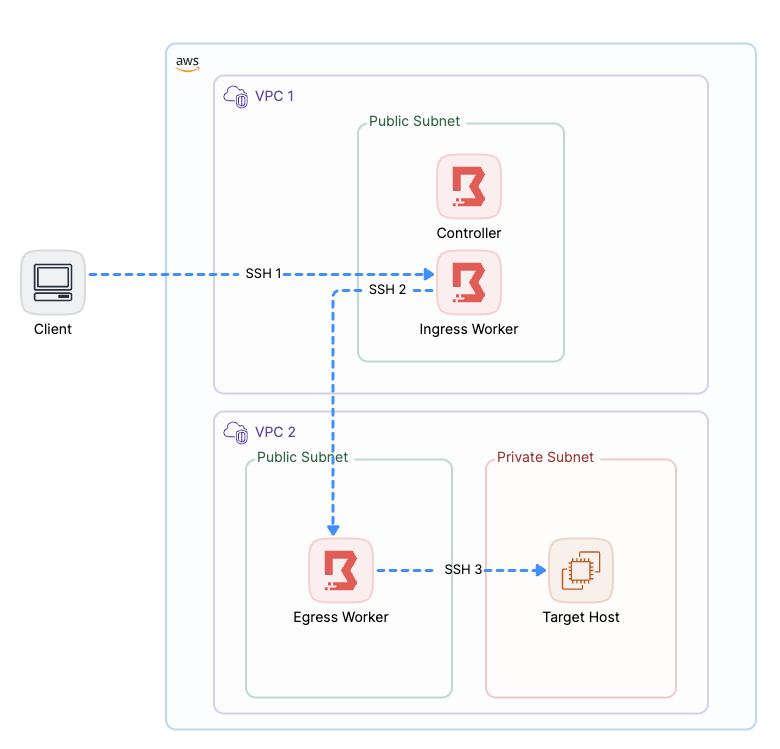 aws
VPC 1
Public Subnet
Controller
SSH 1
SSH 2
Client
Ingress Worker
VPC 2
Public Subnet
Private Subnet
SSH 3
Egress Worker
Target Host